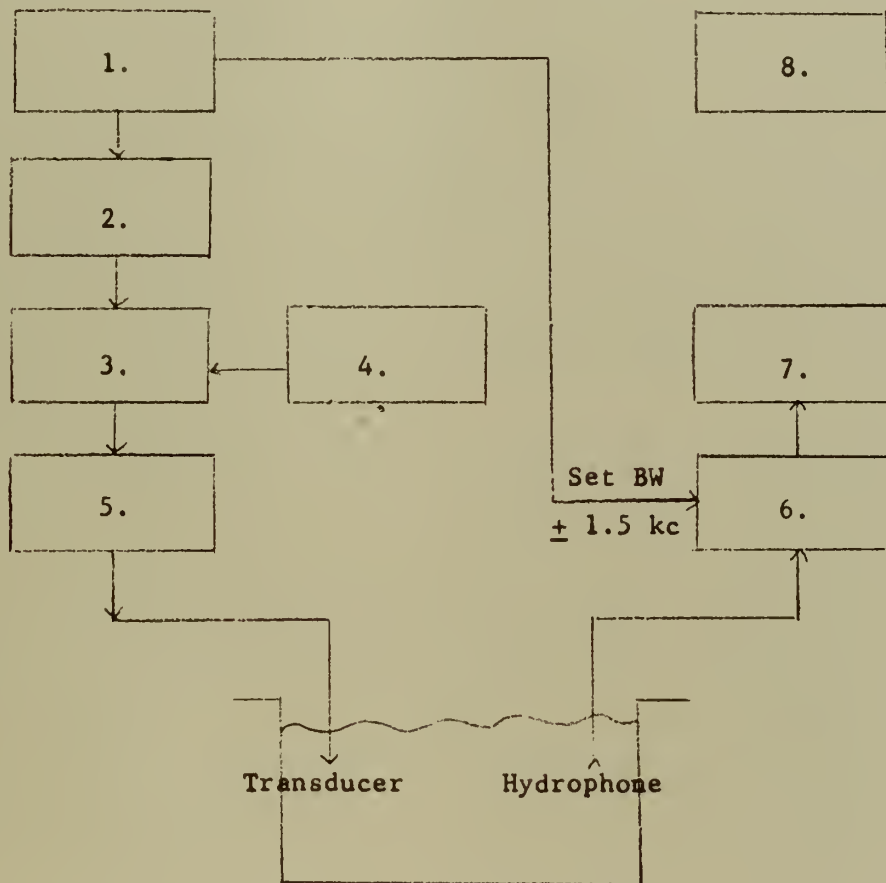 1.
8.
2.
3.
4.
7.
5.
Set BW
6.
± 1.5 kc
Transducer
Hydrophone